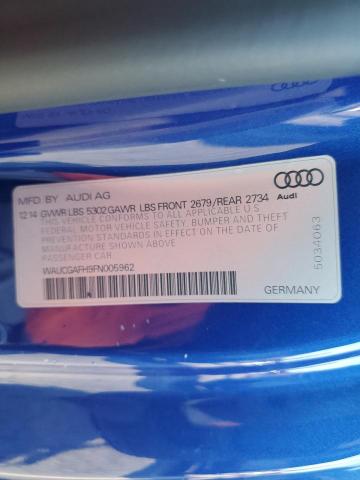 MFD BY AUDI AG
12 14 GVWR LBS 5302 GAWR LBS FRONT 2679/REAR 2734
THIS VEHICLE CONFORMS TO ALL APPLICABLE U S
FEDERAL MOTOR VEHICLE SAFETY, BUMPER, AND THEFT
PREVENTION STANDARDS IN EFFECT ON THE DATE OF
MANUFACTURE SHOWN ABOVE
PASSENGER CAR
WAUCGAFH9FN005962
Audi
5034063
GERMANY